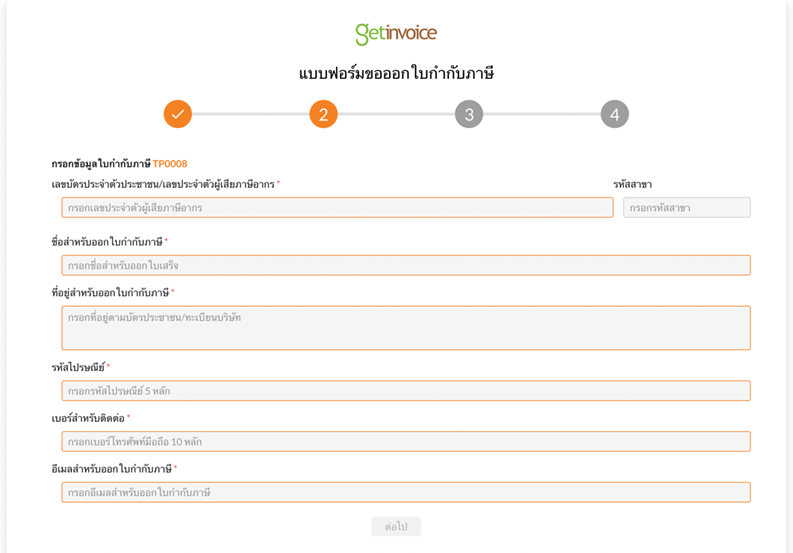 getinvoice
แบบฟอร์มขอออกใบกำกับภาษี
2 3 4
กรอกข้อมูลใบกำกับภาษี TP0008
เลขบัตรประจำตัวประชาชน/เลขประจำตัวผู้เสียภาษีอากร * รหัสสาขา
กรอกเลขประจำตัวผู้เสียภาษีอากร กรอกรหัสสาขา
ชื่อสำหรับออกใบกำกับภาษี *
กรอกชื่อสำหรับออกใบเสร็จ
ที่อยู่สำหรับออกใบกำกับภาษี *
กรอกที่อยู่ตามบัตรประชาชน/ทะเบียนบริษัท
รหัสไปรษณีย์ *
กรอกรหัสไปรษณีย์ 5 หลัก
เบอร์สำหรับติดต่อ *
กรอกเบอร์โทรศัพท์มือถือ 10 หลัก
อีเมลสำหรับออกใบกำกับภาษี *
กรอกอีเมลสำหรับออกใบกำกับภาษี
ต่อไป